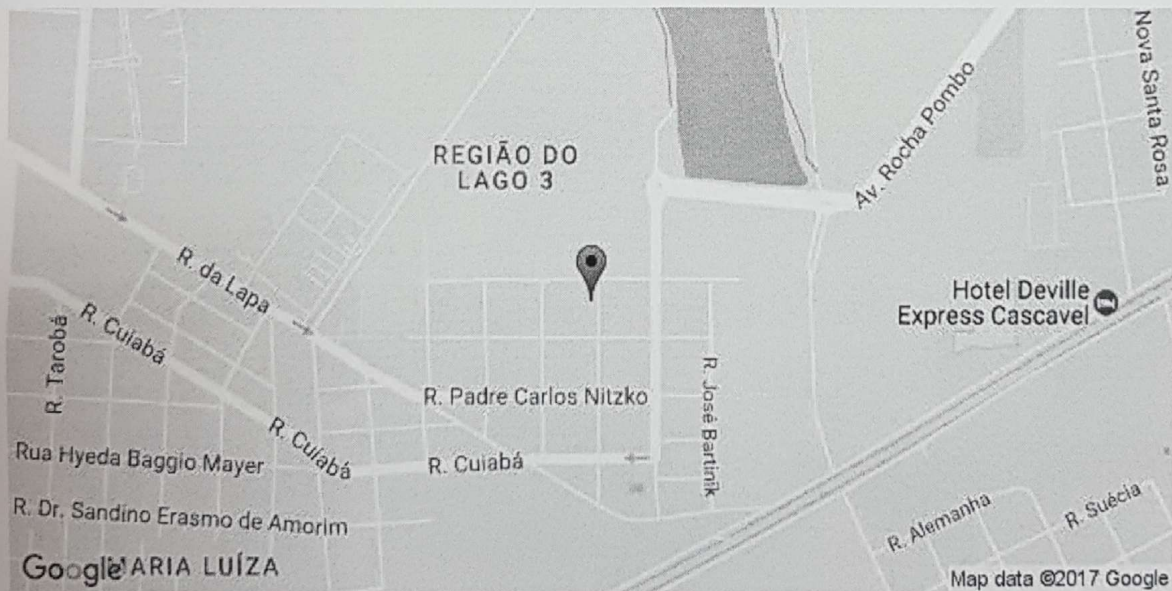 Nova Santa Rosa
Av. Rocha Pombo
REGIÃO DO
LAGO 3
R. da Lapa
Hotel Deville
Express Cascavel
R. Cuiabá
R. Tarobá
R. Padre Carlos Nitzko
R. José Bartinik
R. Cuiabá
R. Cuiabá
Rua Hyeda Baggio Mayer
R. Dr. Sandino Erasmo de Amorim
R. Alemanha
R. Suécia
Google
ARIA LUÍZA
Map data ©2017 Google